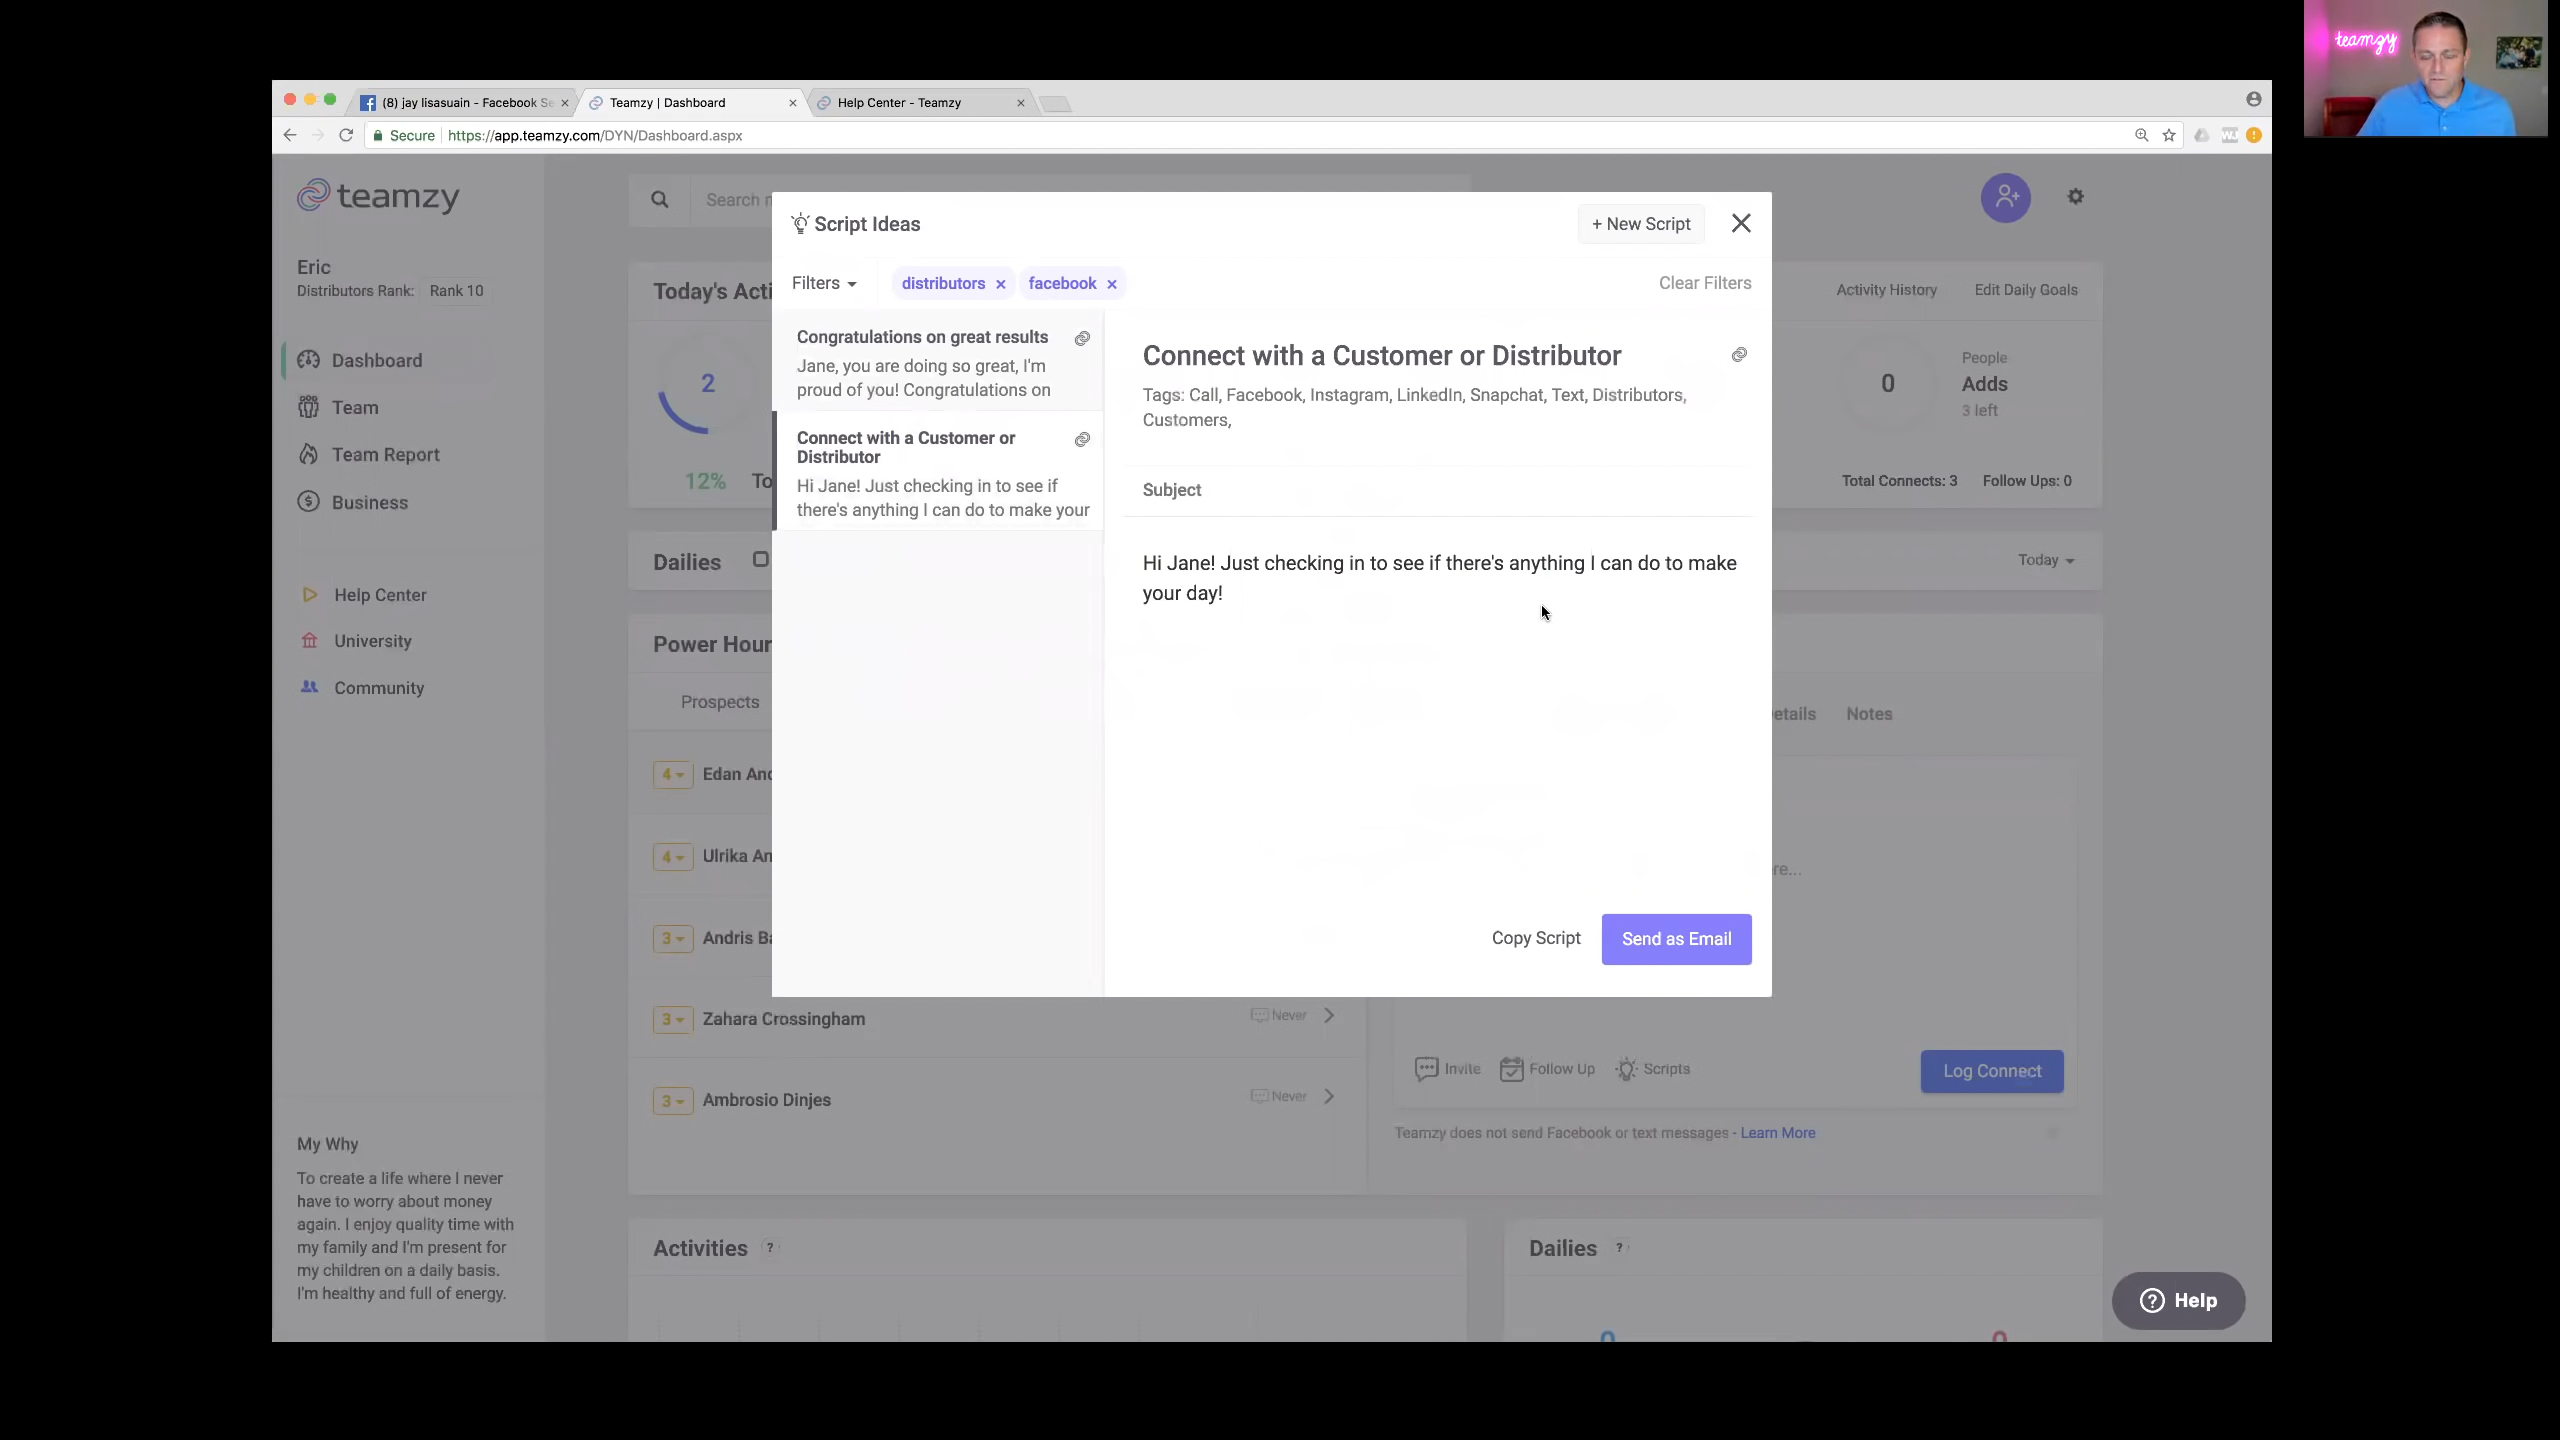 teamzy
(8) jay lisasuain - Facebook Se
Teamzy | Dashboard
Help Center - Teamzy
Secure
https://app.teamzy.com/DYN/Dashboard.aspx
teamzy
Search
Eric
Distributors Rank: Rank 10
Dashboard
Team
Team Report
Business
Help Center
University
Community
My Why
To create a life where I never
have to worry about money
again. I enjoy quality time with
my family and I'm present for
my children on a daily basis.
I'm healthy and full of energy.
Script Ideas
+ New Script
Filters
distributors
facebook
Clear Filters
Congratulations on great results
Jane, you are doing so great, I'm
proud of you! Congratulations on
Connect with a Customer or
Distributor
Hi Jane! Just checking in to see if
there's anything I can do to make your
Connect with a Customer or Distributor
Tags: Call, Facebook, Instagram, LinkedIn, Snapchat, Text, Distributors,
Customers,
Subject
Hi Jane! Just checking in to see if there's anything I can do to make
your day!
Copy Script
Send as Email
Today's Acti
2
12% To
Activity History
Edit Daily Goals
0
People
Adds
3 left
Total Connects: 3
Follow Ups: 0
Dailies
Today
Power Hour
Prospects
etails
Notes
4 Edan And
4 Ulrika An
3 Andris Ba
3 Zahara Crossingham
Never
3 Ambrosio Dinjes
Never
re...
Invite
Follow Up
Scripts
Log Connect
Teamzy does not send Facebook or text messages - Learn More
Activities ?
Dailies ?
0
0
Help